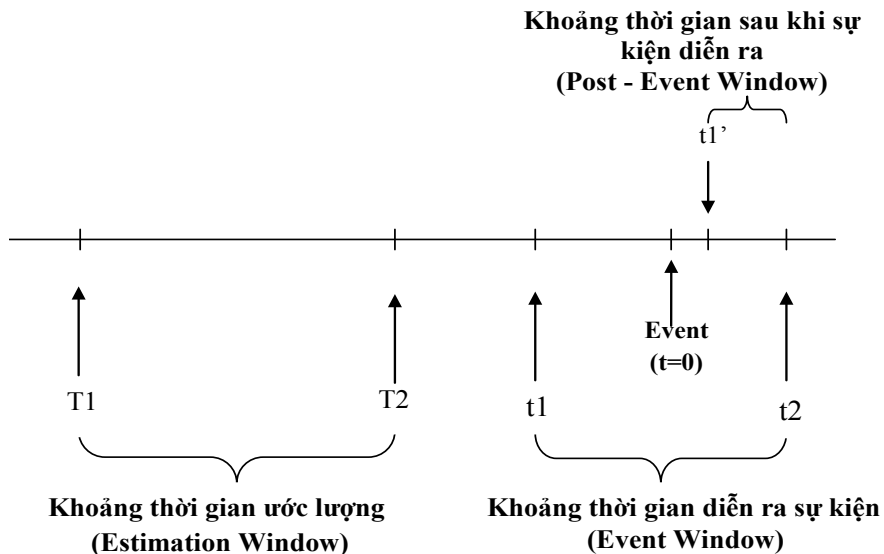 Khoảng thời gian sau khi sự
kiện diễn ra
(Post - Event Window)
t1’
Event
(t=0)
T1
T2
t1
t2
Khoảng thời gian ước lượng
(Estimation Window)
Khoảng thời gian diễn ra sự kiện
(Event Window)